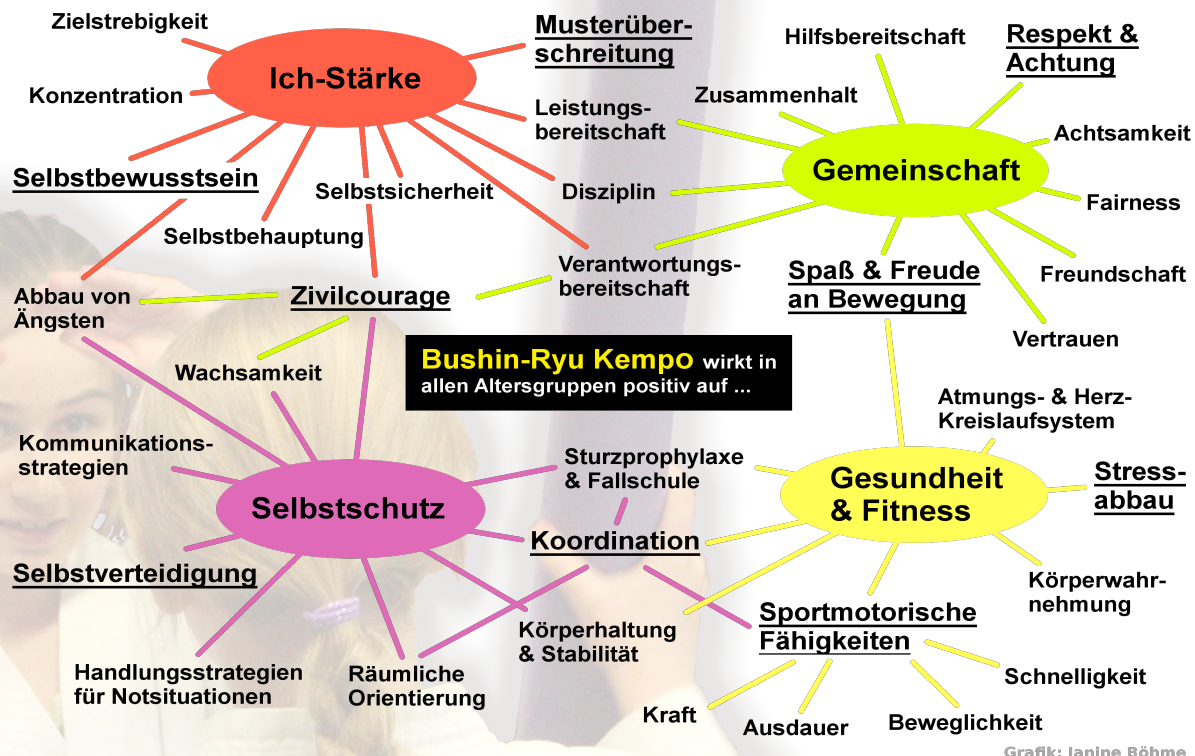 Zielstrebigkeit
Ich-Stärke
Musterüber-
schreitung
Konzentration
Leistungs-
bereitschaft
Selbstbewusstsein
Selbstsicherheit
Disziplin
Selbstbehauptung
Verantwortungs-
bereitschaft
Abbau von
Ängsten
Zivilcourage
Wachsamkeit
Hilfsbereitschaft
Respekt &
Achtung
Zusammenhalt
Achtsamkeit
Gemeinschaft
Fairness
Spaß & Freude
an Bewegung
Freundschaft
Vertrauen
Bushin-Ryu Kempo wirkt in
allen Altersgruppen positiv auf ...
Kommunikations-
strategien
Selbstschutz
Sturzprophylaxe
& Fallschule
Koordination
Selbstverteidigung
Handlungsstrategien
für Notsituationen
Räumliche
Orientierung
Körperhaltung
& Stabilität
Atmungs- & Herz-
Kreislaufsystem
Gesundheit
& Fitness
Stress-
abbau
Körperwahr-
nehmung
Sportmotorische
Fähigkeiten
Schnelligkeit
Kraft
Ausdauer
Beweglichkeit
Grafik: Janine Böhme